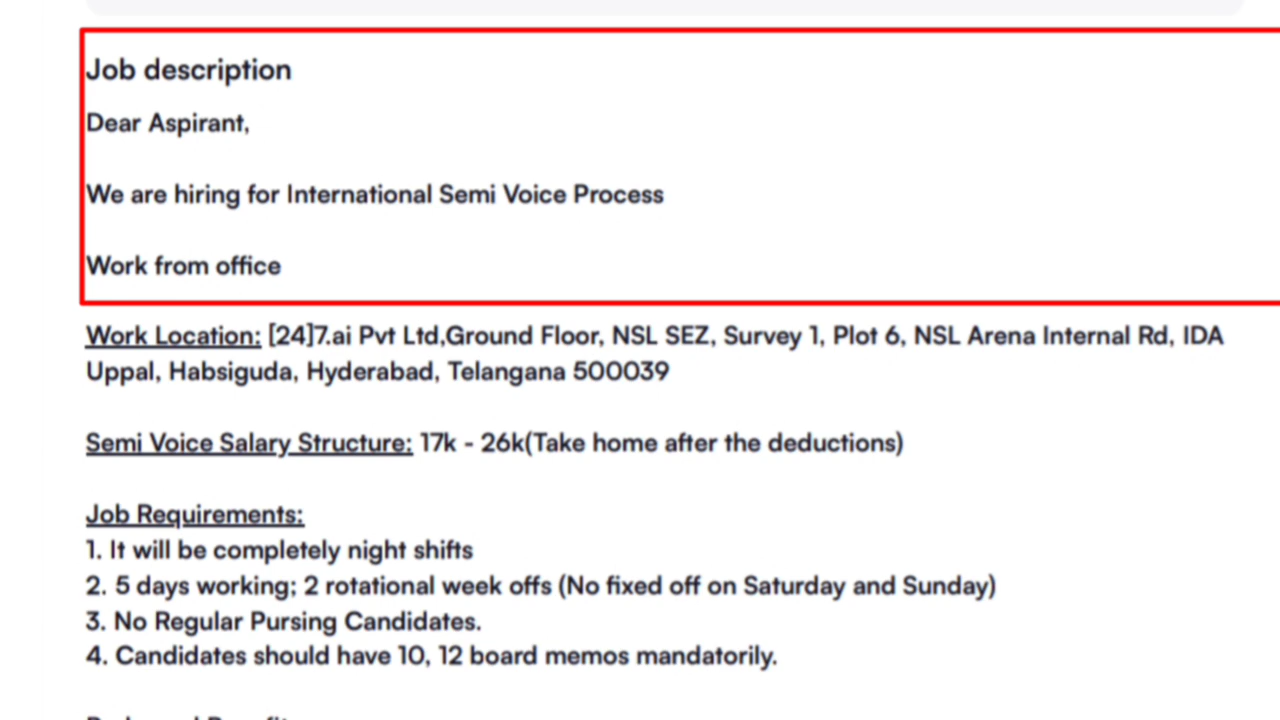 Job description
Dear Aspirant,
We are hiring for International Semi Voice Process
Work from office
Work Location: [24]7.ai Pvt Ltd,Ground Floor, NSL SEZ, Survey 1, Plot 6, NSL Arena Internal Rd, IDA
Uppal, Habsiguda, Hyderabad, Telangana 500039
Semi Voice Salary Structure: 17k - 26k(Take home after the deductions)
Job Requirements:
1. It will be completely night shifts
2. 5 days working; 2 rotational week offs (No fixed off on Saturday and Sunday)
3. No Regular Pursing Candidates.
4. Candidates should have 10, 12 board memos mandatorily.